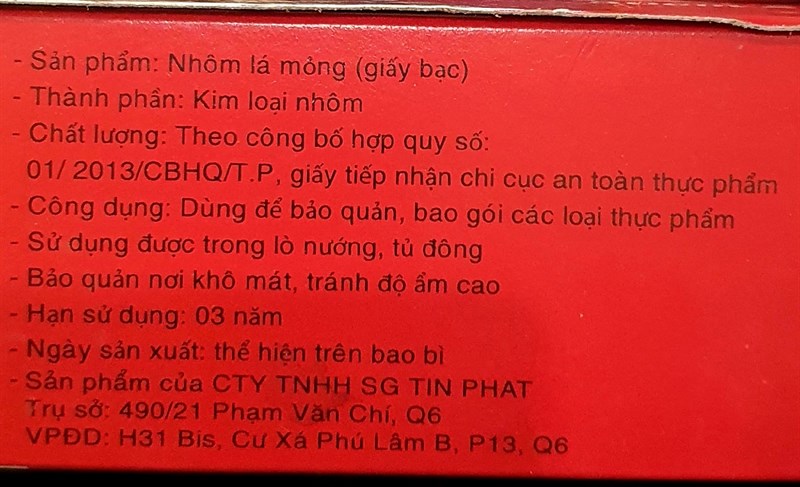 - Sản phẩm: Nhôm lá mỏng (giấy bạc)
- Thành phần: Kim loại nhôm
- Chất lượng: Theo công bố hợp quy số:
01/ 2013/CBHQ/T.P, giấy tiếp nhận chi cục an toàn thực phẩm
- Công dụng: Dùng để bảo quản, bao gói các loại thực phẩm
- Sử dụng được trong lò nướng, tủ đông
- Bảo quản nơi khô mát, tránh độ ẩm cao
- Hạn sử dụng: 03 năm
- Ngày sản xuất: thể hiện trên bao bì
- Sản phẩm của CTY TNHH SG TIN PHAT
Trụ sở: 490/21 Phạm Văn Chí, Q6
VPĐD: H31 Bis, Cư Xá Phú Lâm B, P13, Q6